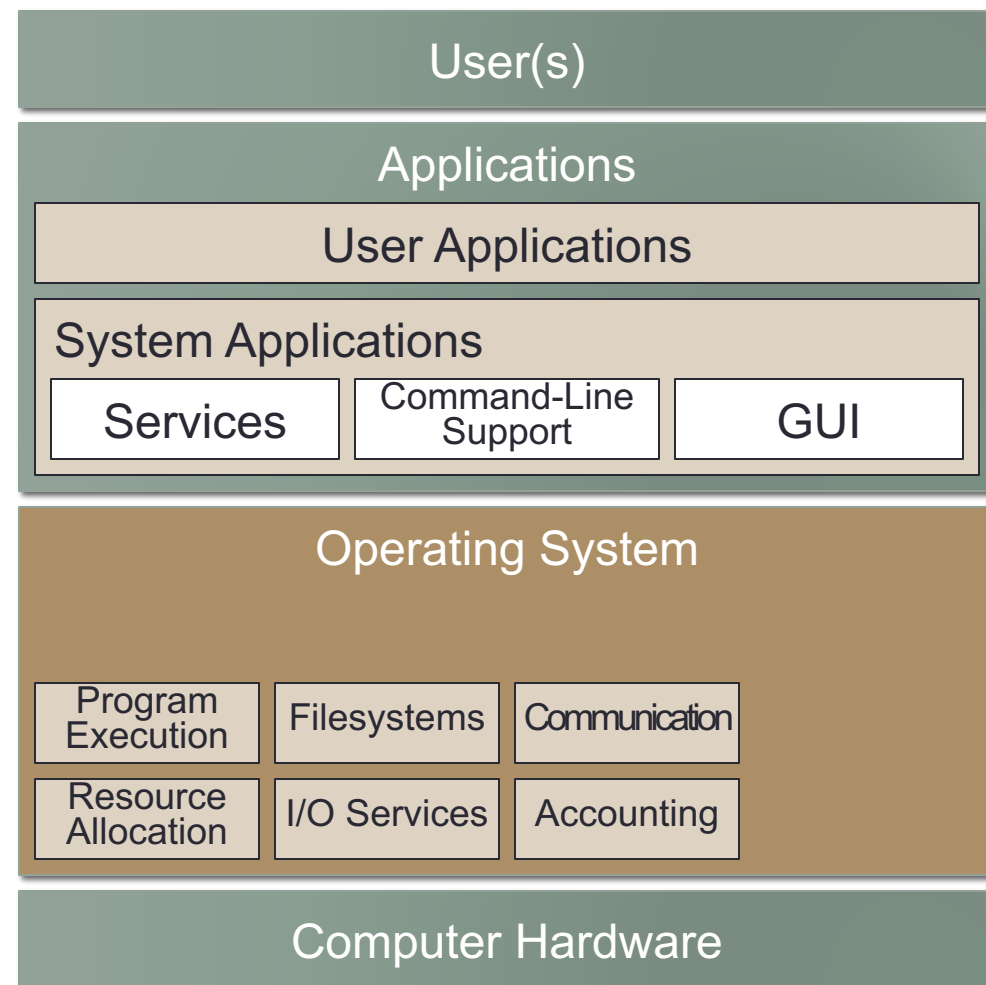 User(s)
Applications
User Applications
System Applications
Services
Command-Line
Support
GUI
Operating System
Program
Execution
Filesystems
Communication
Resource
Allocation
I/O Services
Accounting
Computer Hardware